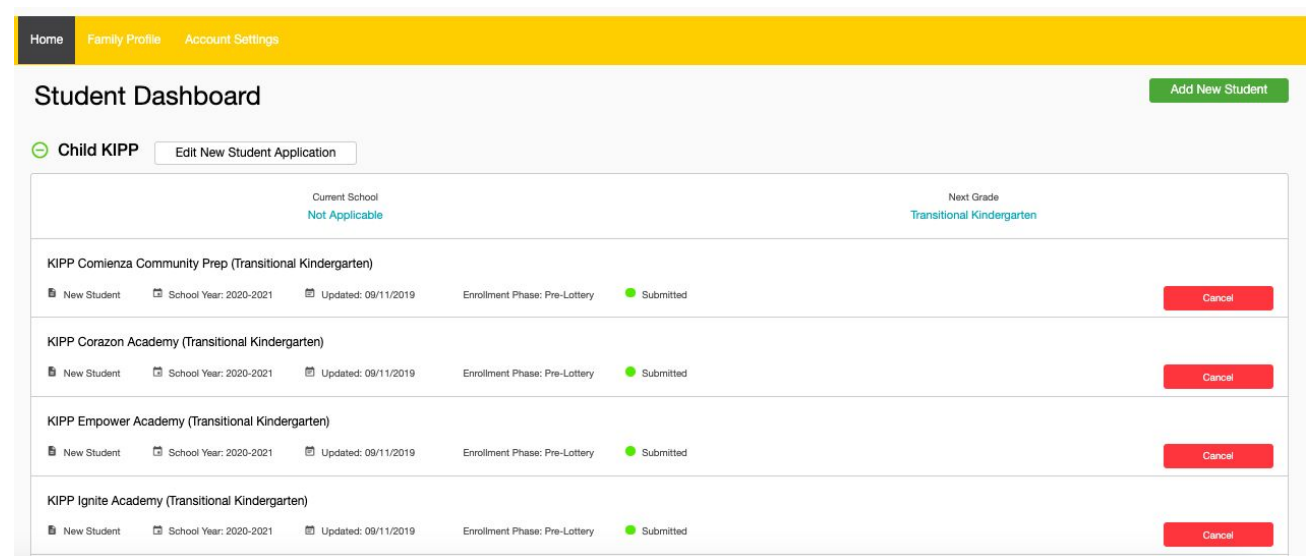 Home Family Profile Account Settings
Student Dashboard Add New Student
Child KIPP Edit New Student Application
Current School Next Grade
Not Applicable Transitional Kindergarten
KIPP Comienza Community Prep (Transitional Kindergarten)
New Student School Year: 2020-2021 Updated: 09/11/2019 Enrollment Phase: Pre-Lottery Submitted Cancel
KIPP Corazon Academy (Transitional Kindergarten)
New Student School Year: 2020-2021 Updated: 09/11/2019 Enrollment Phase: Pre-Lottery Submitted Cancel
KIPP Empower Academy (Transitional Kindergarten)
New Student School Year: 2020-2021 Updated: 09/11/2019 Enrollment Phase: Pre-Lottery Submitted Cancel
KIPP Ignite Academy (Transitional Kindergarten)
New Student School Year: 2020-2021 Updated: 09/11/2019 Enrollment Phase: Pre-Lottery Submitted Cancel